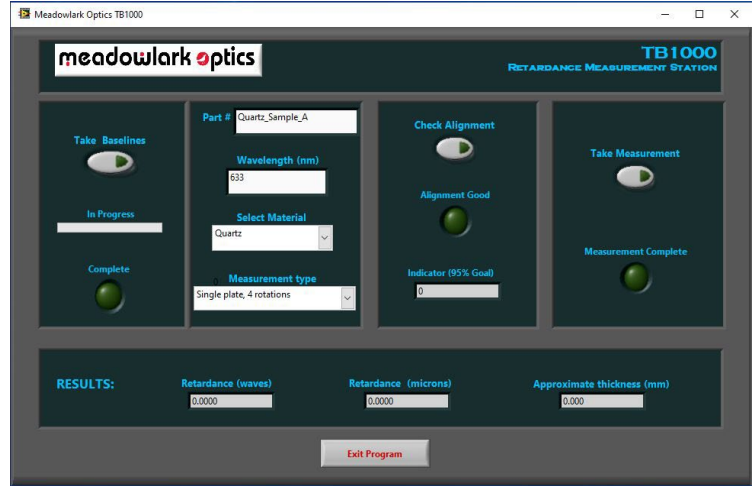 Meadowlark Optics TB1000
meadowlark optics
TB1000
RETARDANCE MEASUREMENT STATION
Take Baselines
In Progress
Complete
Part # Quartz_Sample_A
Wavelength (nm)
633
Select Material
Quartz
0 Measurement type
Single plate, 4 rotations
Check Alignment
Alignment Good
Indicator (95% Goal)
0
Take Measurement
Measurement Complete
RESULTS:
Retardance (waves)
0.0000
Retardance (microns)
0.0000
Approximate thickness (mm)
0.000
Exit Program